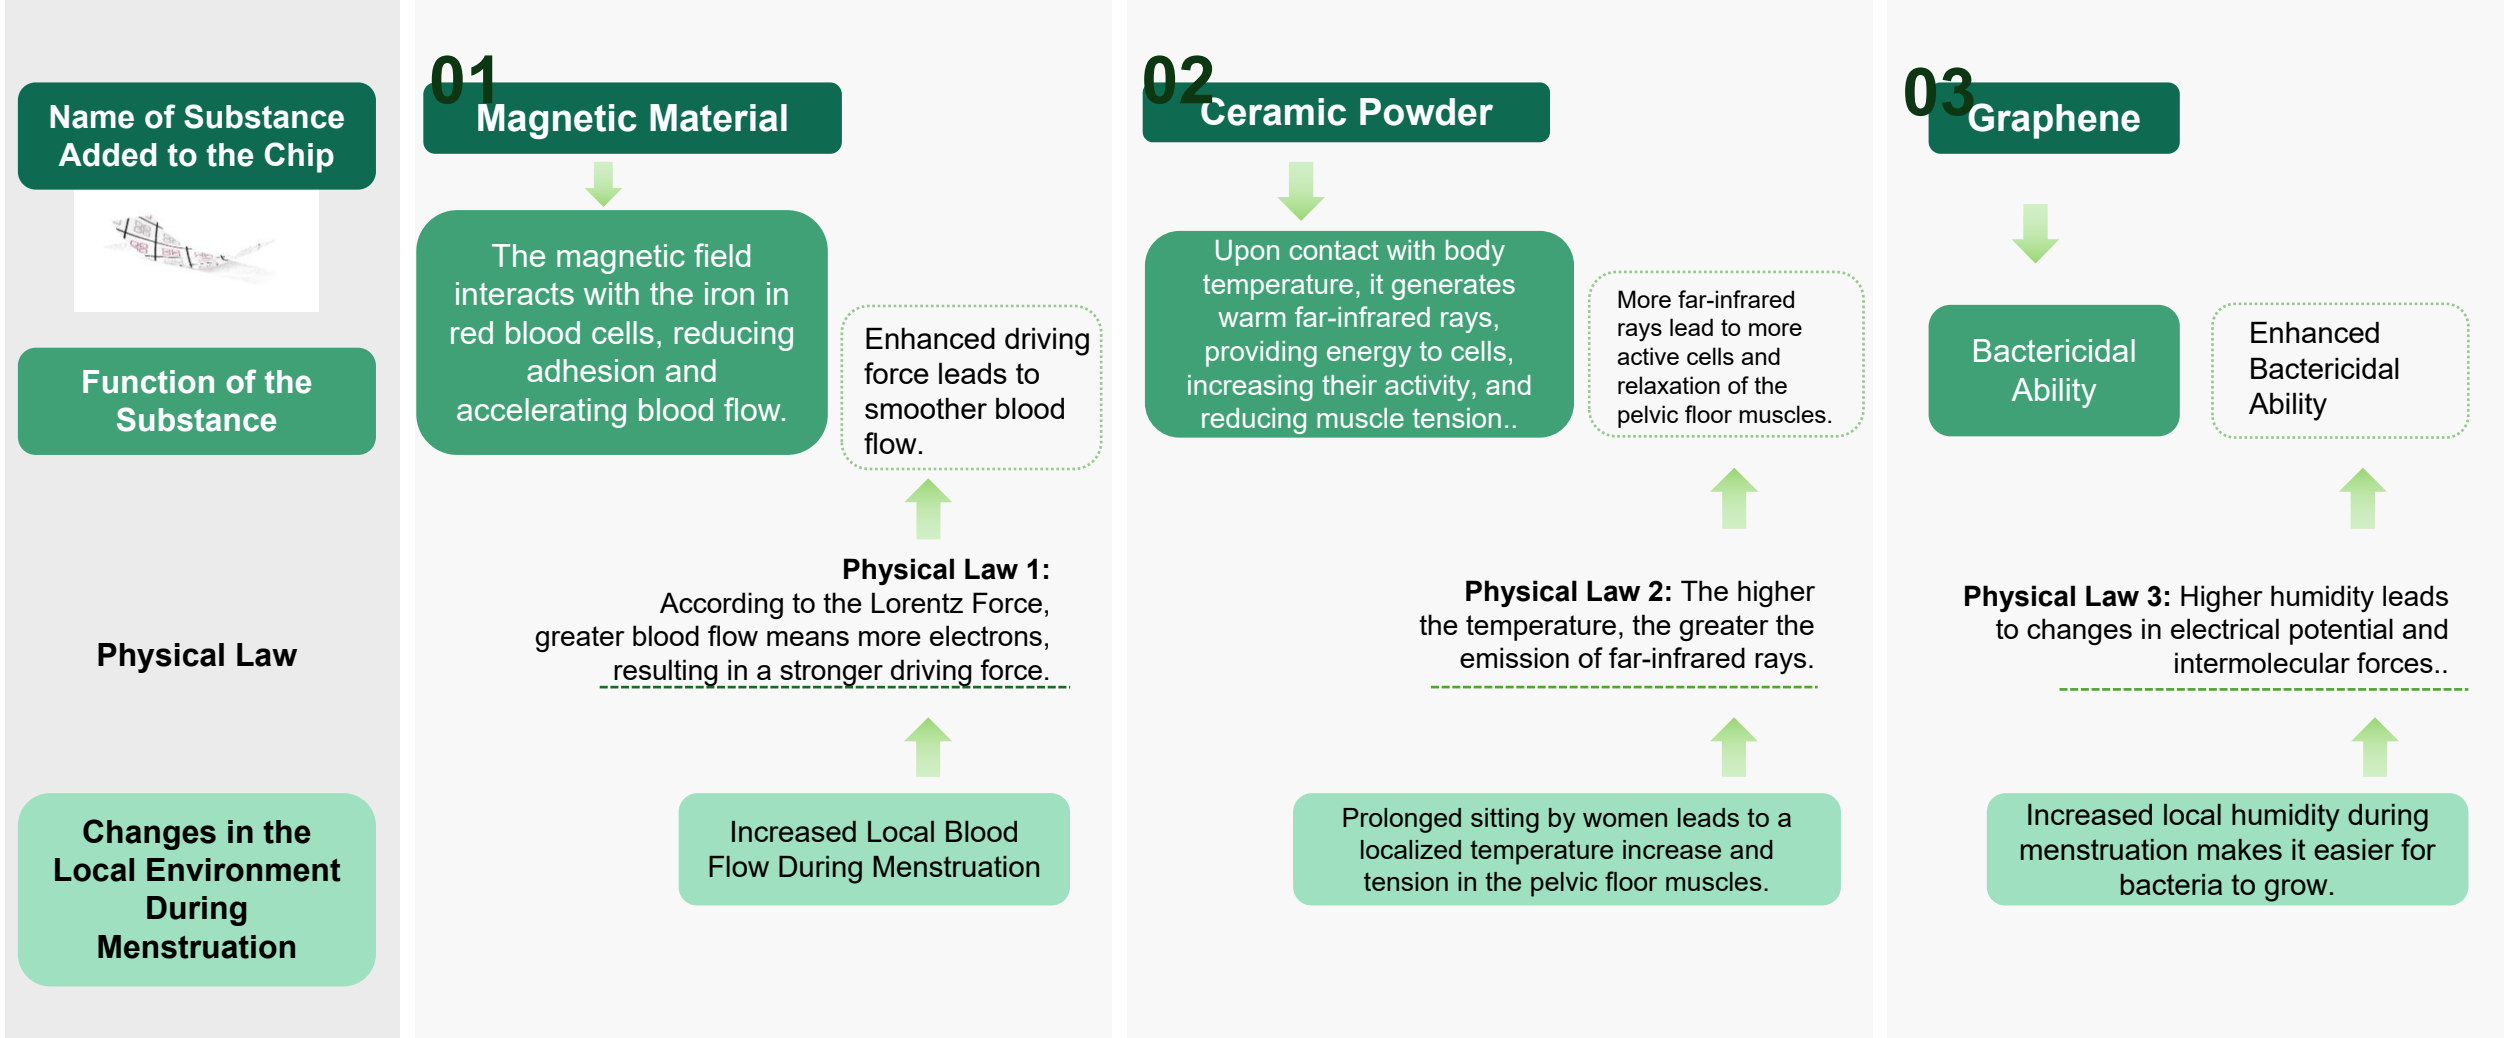 Name of Substance
Added to the Chip
Function of the
Substance
Physical Law
Changes in the
Local Environment
During
Menstruation
01
Magnetic Material
The magnetic field
interacts with the iron in
red blood cells, reducing
adhesion and
accelerating blood flow.
Enhanced driving
force leads to
smoother blood
flow.
Physical Law 1:
According to the Lorentz Force,
greater blood flow means more electrons,
resulting in a stronger driving force.
Increased Local Blood
Flow During Menstruation
02
Ceramic Powder
Upon contact with body
temperature, it generates
warm far-infrared rays,
providing energy to cells,
increasing their activity, and
reducing muscle tension..
More far-infrared
rays lead to more
active cells and
relaxation of the
pelvic floor muscles.
Physical Law 2: The higher
the temperature, the greater the
emission of far-infrared rays.
Prolonged sitting by women leads to a
localized temperature increase and
tension in the pelvic floor muscles.
03
Graphene
Bactericidal
Ability
Enhanced
Bactericidal
Ability
Physical Law 3: Higher humidity leads
to changes in electrical potential and
intermolecular forces..
Increased local humidity during
menstruation makes it easier for
bacteria to grow.